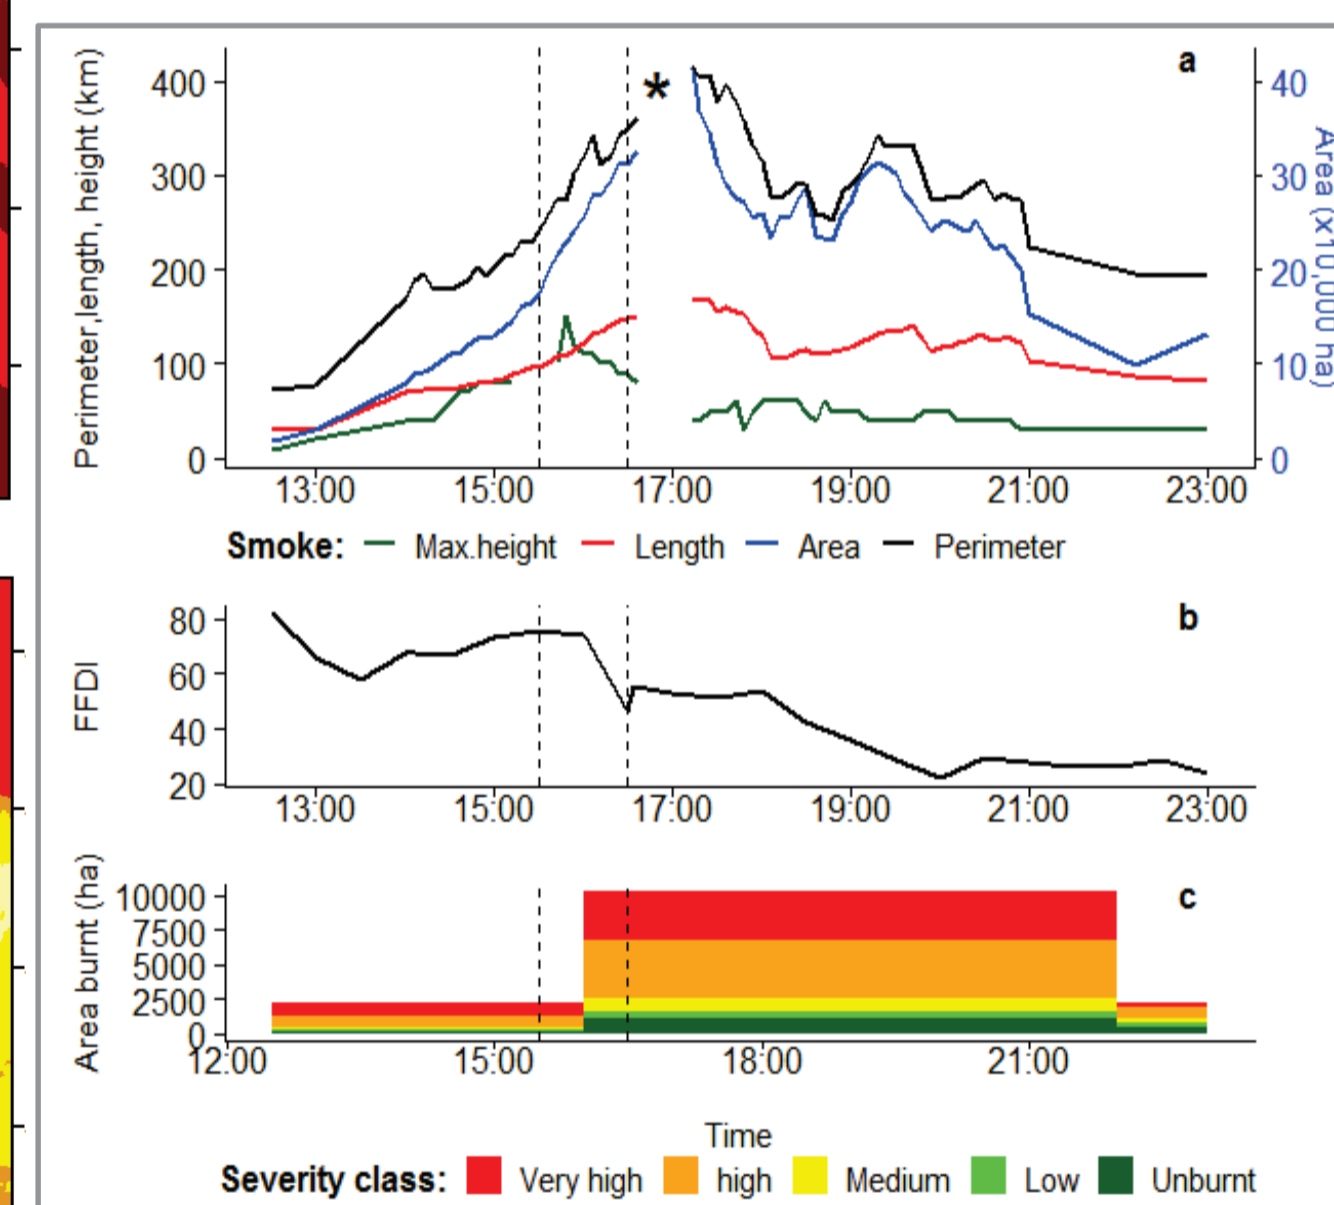 a
Perimeter,length, height (km)
400
300
200
100
0
*
40
30
20
10
0
Area (x10,000 ha)
13:00 15:00 17:00 19:00 21:00 23:00
Smoke: Max.height Length Area Perimeter
b
FFDI
80
60
40
20
13:00 15:00 17:00 19:00 21:00 23:00
c
Area burnt (ha)
10000
7500
5000
2500
0
12:00 15:00 18:00 21:00
Time
Severity class: Very high high Medium Low Unburnt